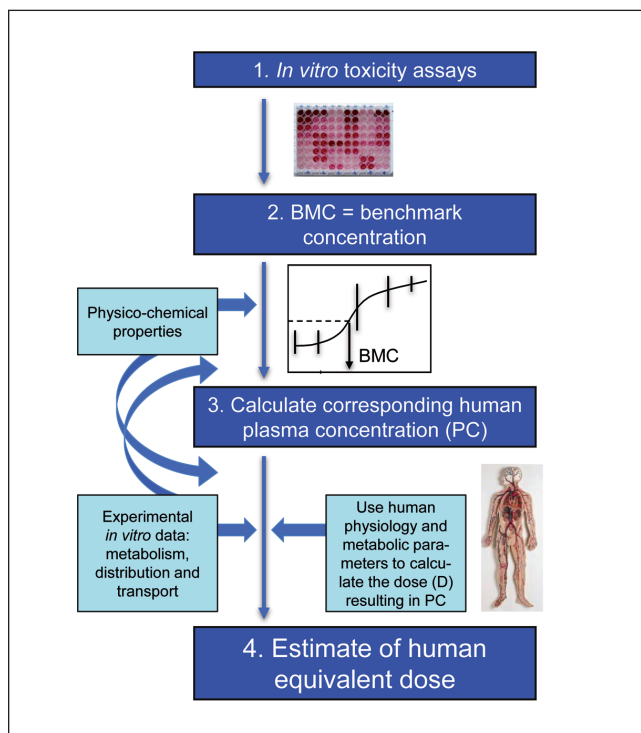 1. In vitro toxicity assays
2. BMC = benchmark
concentration
Physico-chemical
properties
BMC
3. Calculate corresponding human
plasma concentration (PC)
Experimental
in vitro data:
metabolism,
distribution and
transport
Use human
physiology and
metabolic para-
meters to calcu-
late the dose (D)
resulting in PC
4. Estimate of human
equivalent dose